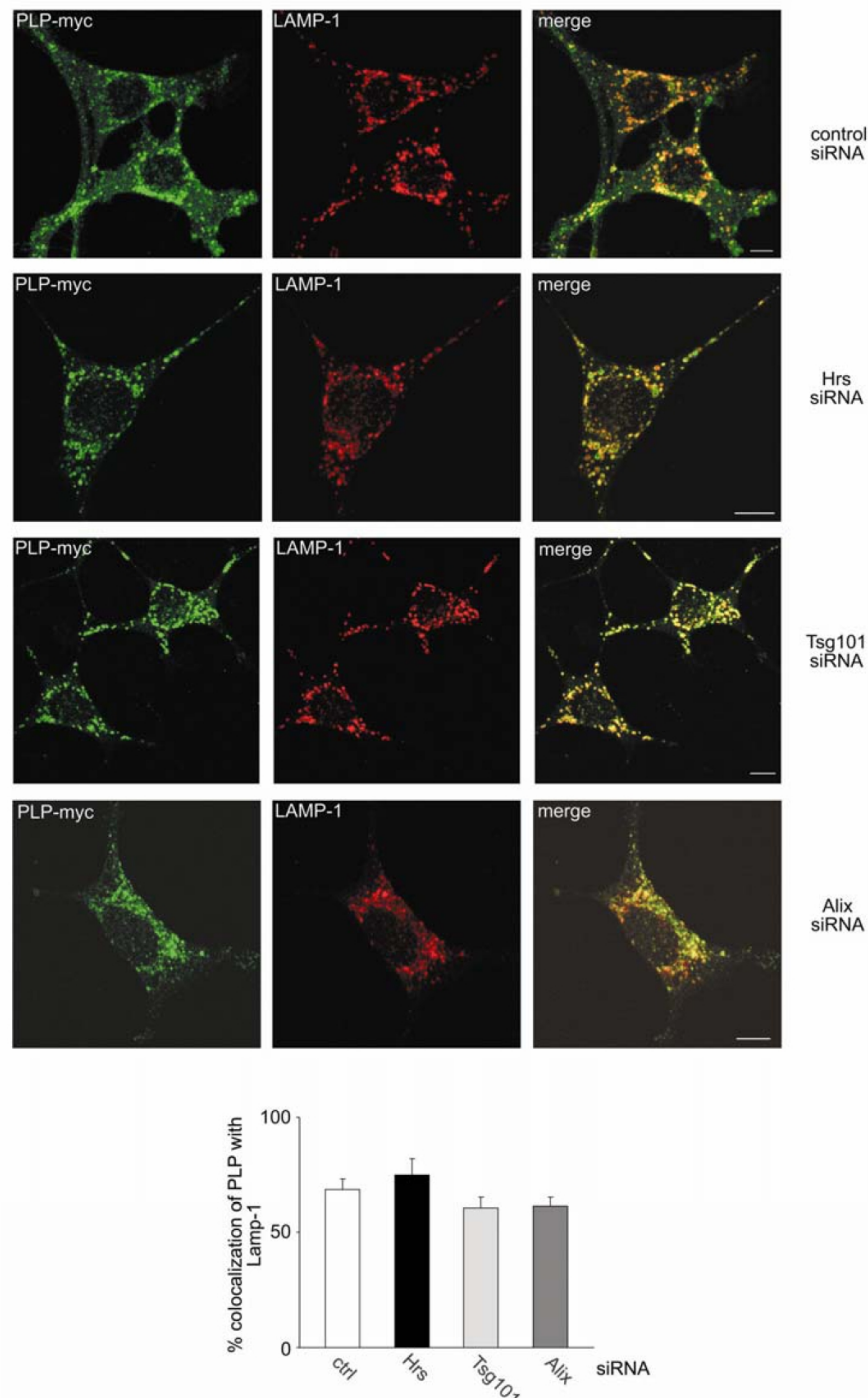 PLP-myc LAMP-1 merge
control
siRNA
PLP-myc LAMP-1 merge
Hrs
siRNA
PLP-myc LAMP-1 merge
Tsg101
siRNA
PLP-myc LAMP-1 merge
Alix
siRNA
% colocalization of PLP with
Lamp-1
100
50
0
ctrl Hrs Tsg101 Alix siRNA